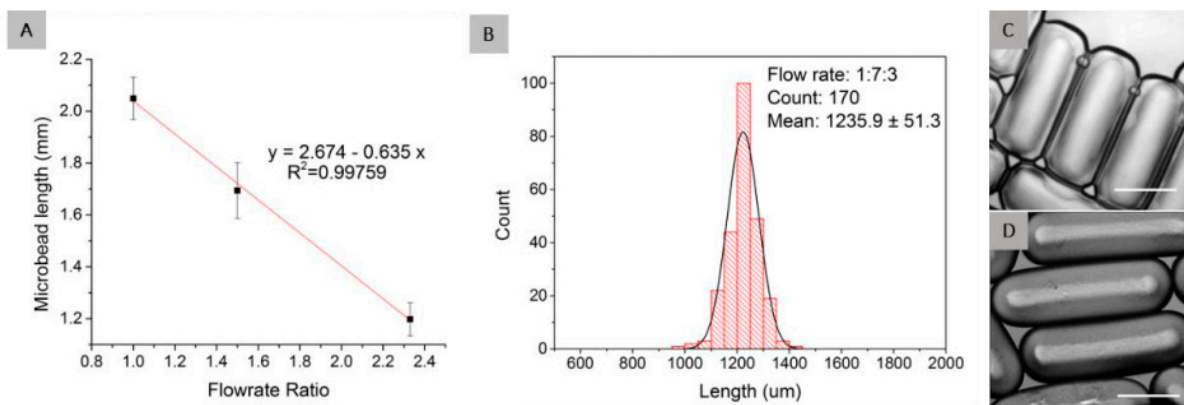 A
2.2
2.0
1.8
1.6
1.4
1.2
0.8 1.0 1.2 1.4 1.6 1.8 2.0 2.2 2.4
Microbead length (mm)
Flowrate Ratio
y = 2.674 - 0.635 x
R²=0.99759
B
100
80
60
40
20
0
600 800 1000 1200 1400 1600 1800 2000
Count
Length (um)
Flow rate: 1:7:3
Count: 170
Mean: 1235.9 ± 51.3
C
D